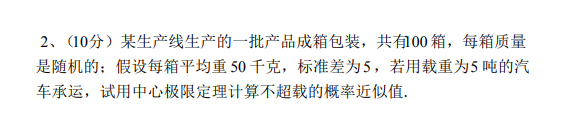 2、（10分）某生产线生产的一批产品成箱包装，共有100 箱，每箱质量
是随机的；假设每箱平均重 50 千克，标准差为5，若用载重为5 吨的汽
车承运，试用中心极限定理计算不超载的概率近似值.